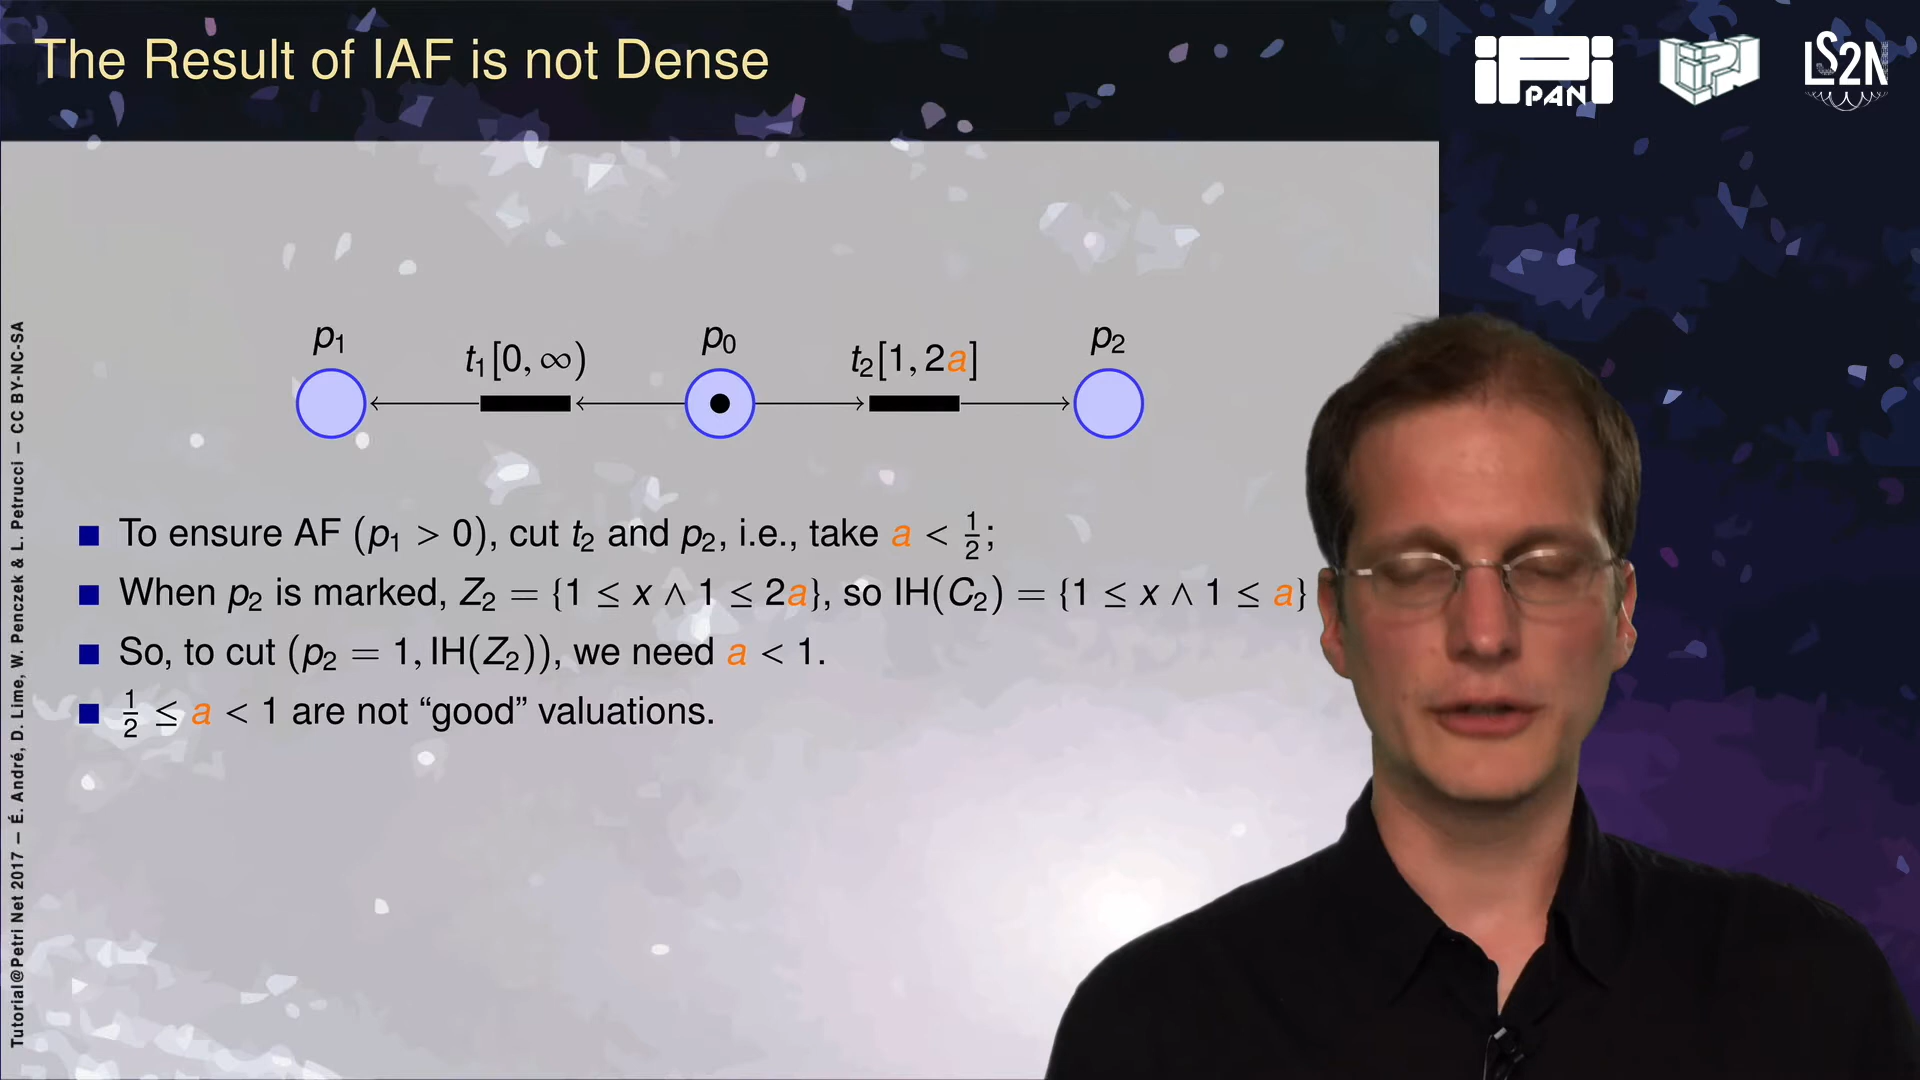 The Result of IAF is not Dense
iPi PAN
LIPN
LS2N
p₁
t₁[0, ∞)
p₀
t₂[1, 2a]
p₂
To ensure AF (p₁ > 0), cut t₂ and p₂, i.e., take a < 1/2;
When p₂ is marked, Z₂ = {1 ≤ x ∧ 1 ≤ 2a}, so IH(C₂) = {1 ≤ x ∧ 1 ≤ a}
So, to cut (p₂ = 1, IH(Z₂)), we need a < 1.
1/2 ≤ a < 1 are not “good” valuations.
Tutorial@Petri Net 2017 — É. André, D. Lime, W. Penczek & L. Petrucci — CC BY-NC-SA